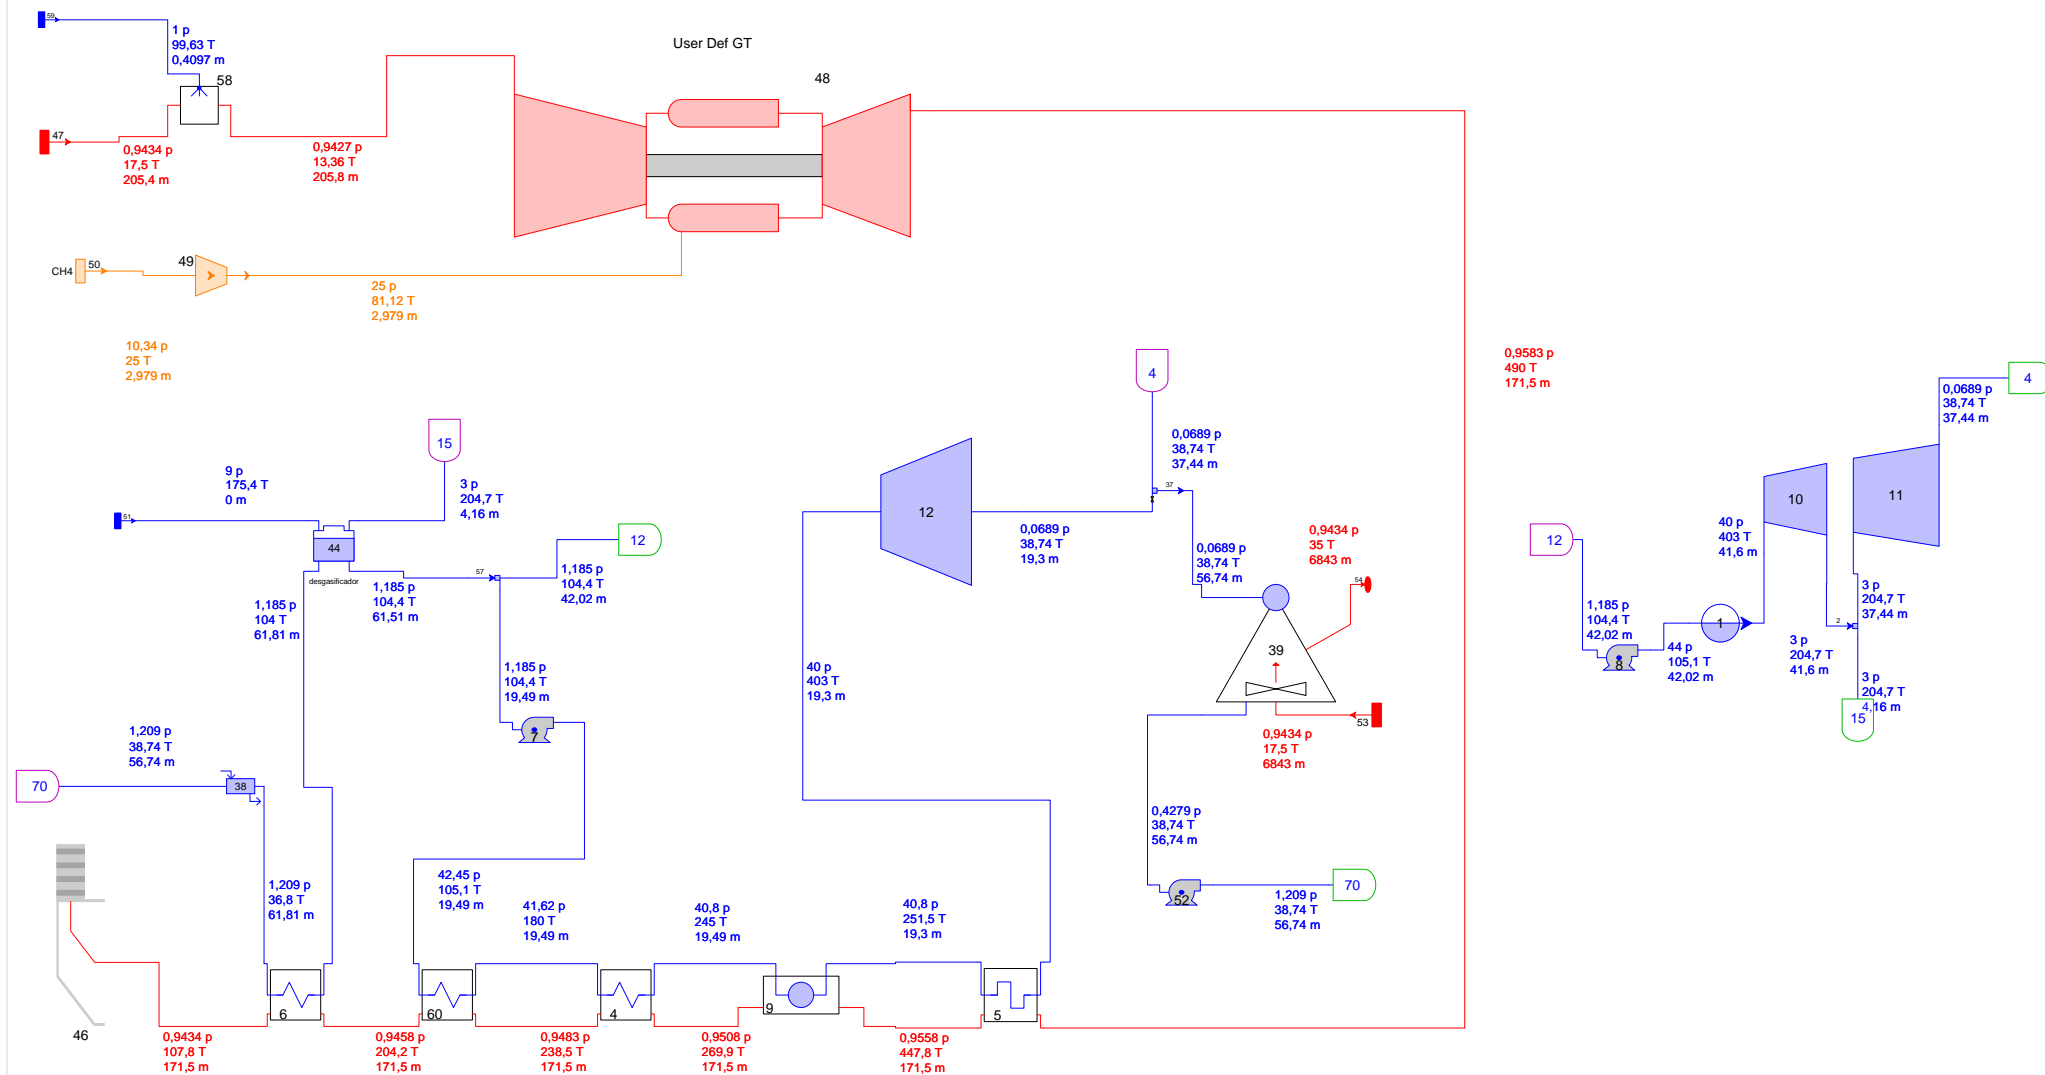 59
1 p
99,63 T
0,4097 m
58
User Def GT
48
47
0,9434 p
17,5 T
205,4 m
0,9427 p
13,36 T
205,8 m
CH4
50
49
25 p
81,12 T
2,979 m
10,34 p
25 T
2,979 m
0,9583 p
490 T
171,5 m
4
0,0689 p
38,74 T
37,44 m
4
0,0689 p
38,74 T
37,44 m
15
9 p
175,4 T
0 m
3 p
204,7 T
4,16 m
51
44
desgasificador
57
12
1,185 p
104,4 T
61,51 m
1,185 p
104,4 T
42,02 m
1,185 p
104 T
61,81 m
12
0,0689 p
38,74 T
19,3 m
37
0,0689 p
38,74 T
56,74 m
0,9434 p
35 T
6843 m
54
39
53
0,9434 p
17,5 T
6843 m
10
11
40 p
403 T
41,6 m
12
1,185 p
104,4 T
42,02 m
8
44 p
105,1 T
42,02 m
1
2
3 p
204,7 T
41,6 m
3 p
204,7 T
37,44 m
3 p
204,7 T
4,16 m
15
1,185 p
104,4 T
19,49 m
7
40 p
403 T
19,3 m
1,209 p
38,74 T
56,74 m
70
38
0,4279 p
38,74 T
56,74 m
52
70
1,209 p
38,74 T
56,74 m
1,209 p
36,8 T
61,81 m
42,45 p
105,1 T
19,49 m
41,62 p
180 T
19,49 m
40,8 p
245 T
19,49 m
40,8 p
251,5 T
19,3 m
6
60
4
9
5
46
0,9434 p
107,8 T
171,5 m
0,9458 p
204,2 T
171,5 m
0,9483 p
238,5 T
171,5 m
0,9508 p
269,9 T
171,5 m
0,9558 p
447,8 T
171,5 m